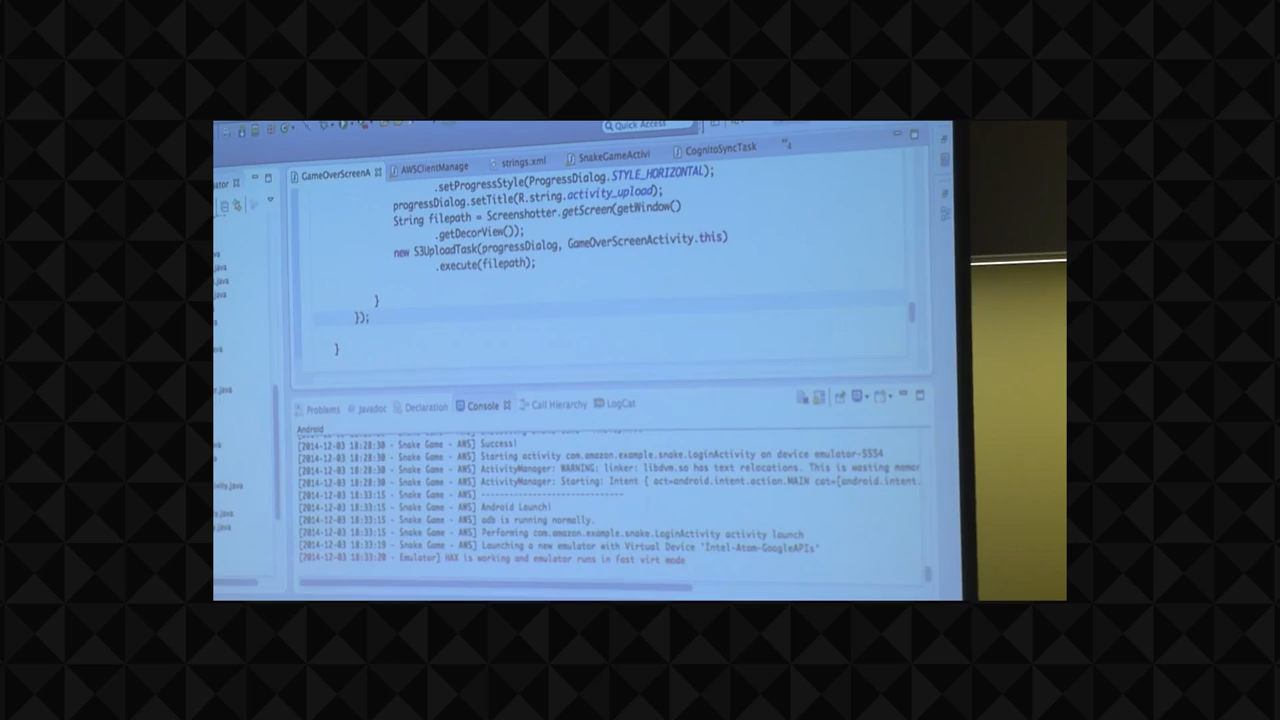 Quick Access
GameOverScreenA
AWSClientManage
strings.xml
SnakeGameActivi
CognitoSyncTask
.setProgressStyle(ProgressDialog.STYLE_HORIZONTAL);
progressDialog.setTitle(R.string.activity_upload);
String filepath = Screenshotter.getScreen(getWindow()
.getDecorView());
new S3UploadTask(progressDialog, GameOverScreenActivity.this)
.execute(filepath);
}
});
}
ator
.java
.java
.java
r.java
ivity.java
.java
.java
Problems
Javadoc
Declaration
Console
Call Hierarchy
LogCat
Android
[2014-12-03 18:28:30 - Snake Game - AWS] Success!
[2014-12-03 18:28:30 - Snake Game - AWS] Starting activity com.amazon.example.snake.LoginActivity on device emulator-5554
[2014-12-03 18:28:30 - Snake Game - AWS] ActivityManager: WARNING: linker: libdvm.so has text relocations. This is wasting memor
[2014-12-03 18:28:30 - Snake Game - AWS] ActivityManager: Starting: Intent { act=android.intent.action.MAIN cat=[android.intent.
[2014-12-03 18:33:15 - Snake Game - AWS] ------------------------------
[2014-12-03 18:33:15 - Snake Game - AWS] Android Launch!
[2014-12-03 18:33:15 - Snake Game - AWS] adb is running normally.
[2014-12-03 18:33:15 - Snake Game - AWS] Performing com.amazon.example.snake.LoginActivity activity launch
[2014-12-03 18:33:19 - Snake Game - AWS] Launching a new emulator with Virtual Device 'Intel-Atom-GoogleAPIs'
[2014-12-03 18:33:20 - Emulator] HAX is working and emulator runs in fast virt mode